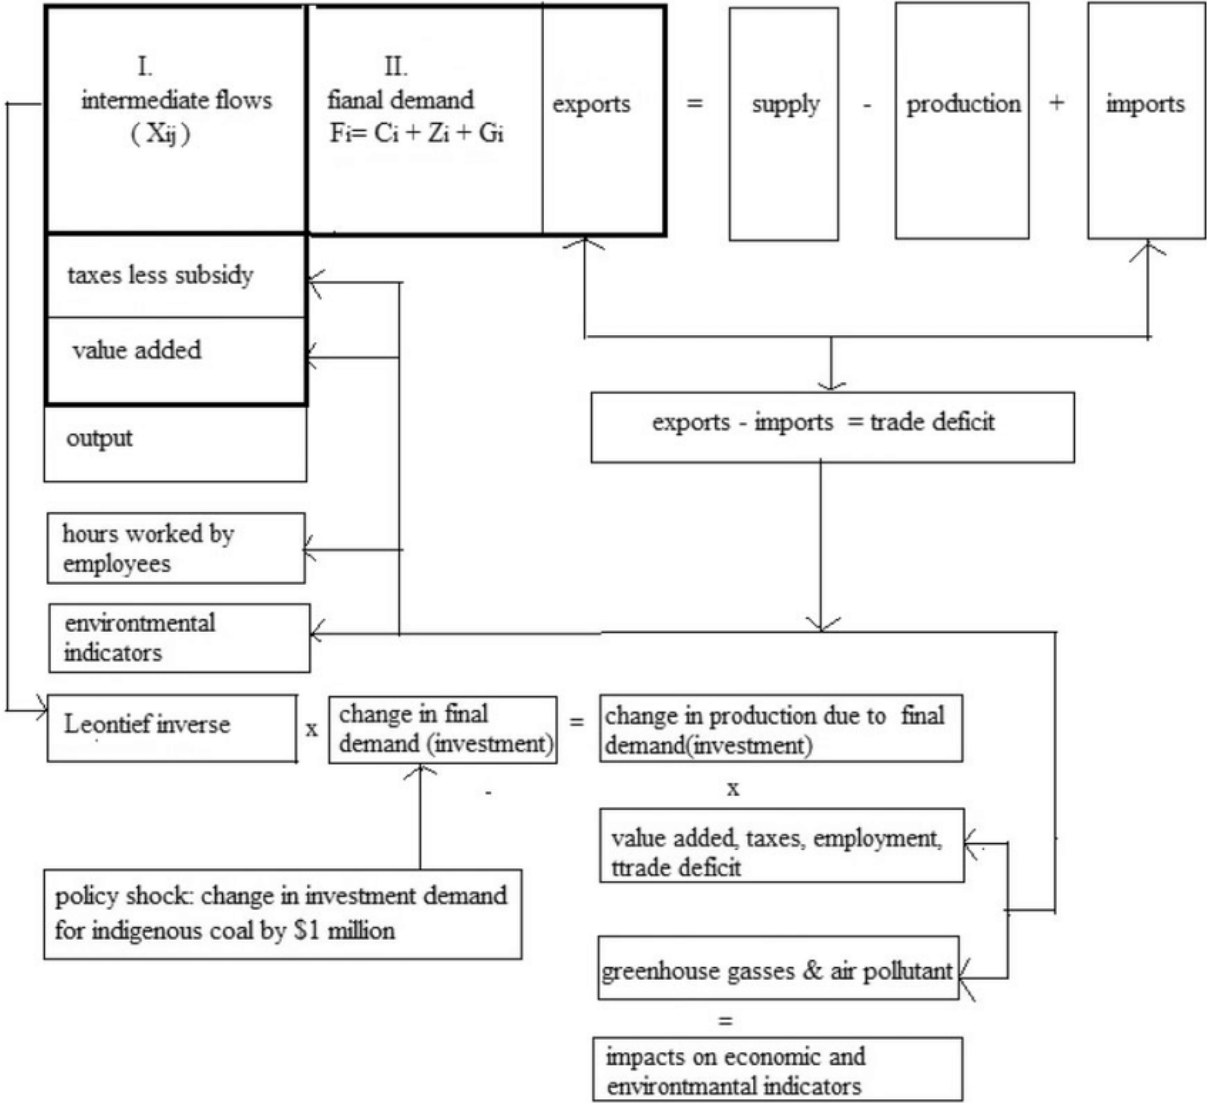 I.
intermediate flows
( Xij )
II.
fianal demand
Fi= Ci + Zi + Gi
exports
=
supply
-
production
+
imports
taxes less subsidy
value added
output
exports - imports = trade deficit
hours worked by
employees
environtmental
indicators
Leontief inverse
x
change in final
demand (investment)
=
change in production due to final
demand(investment)
-
x
value added, taxes, employment,
ttrade deficit
policy shock: change in investment demand
for indigenous coal by $1 million
greenhouse gasses & air pollutant
=
impacts on economic and
environtmantal indicators